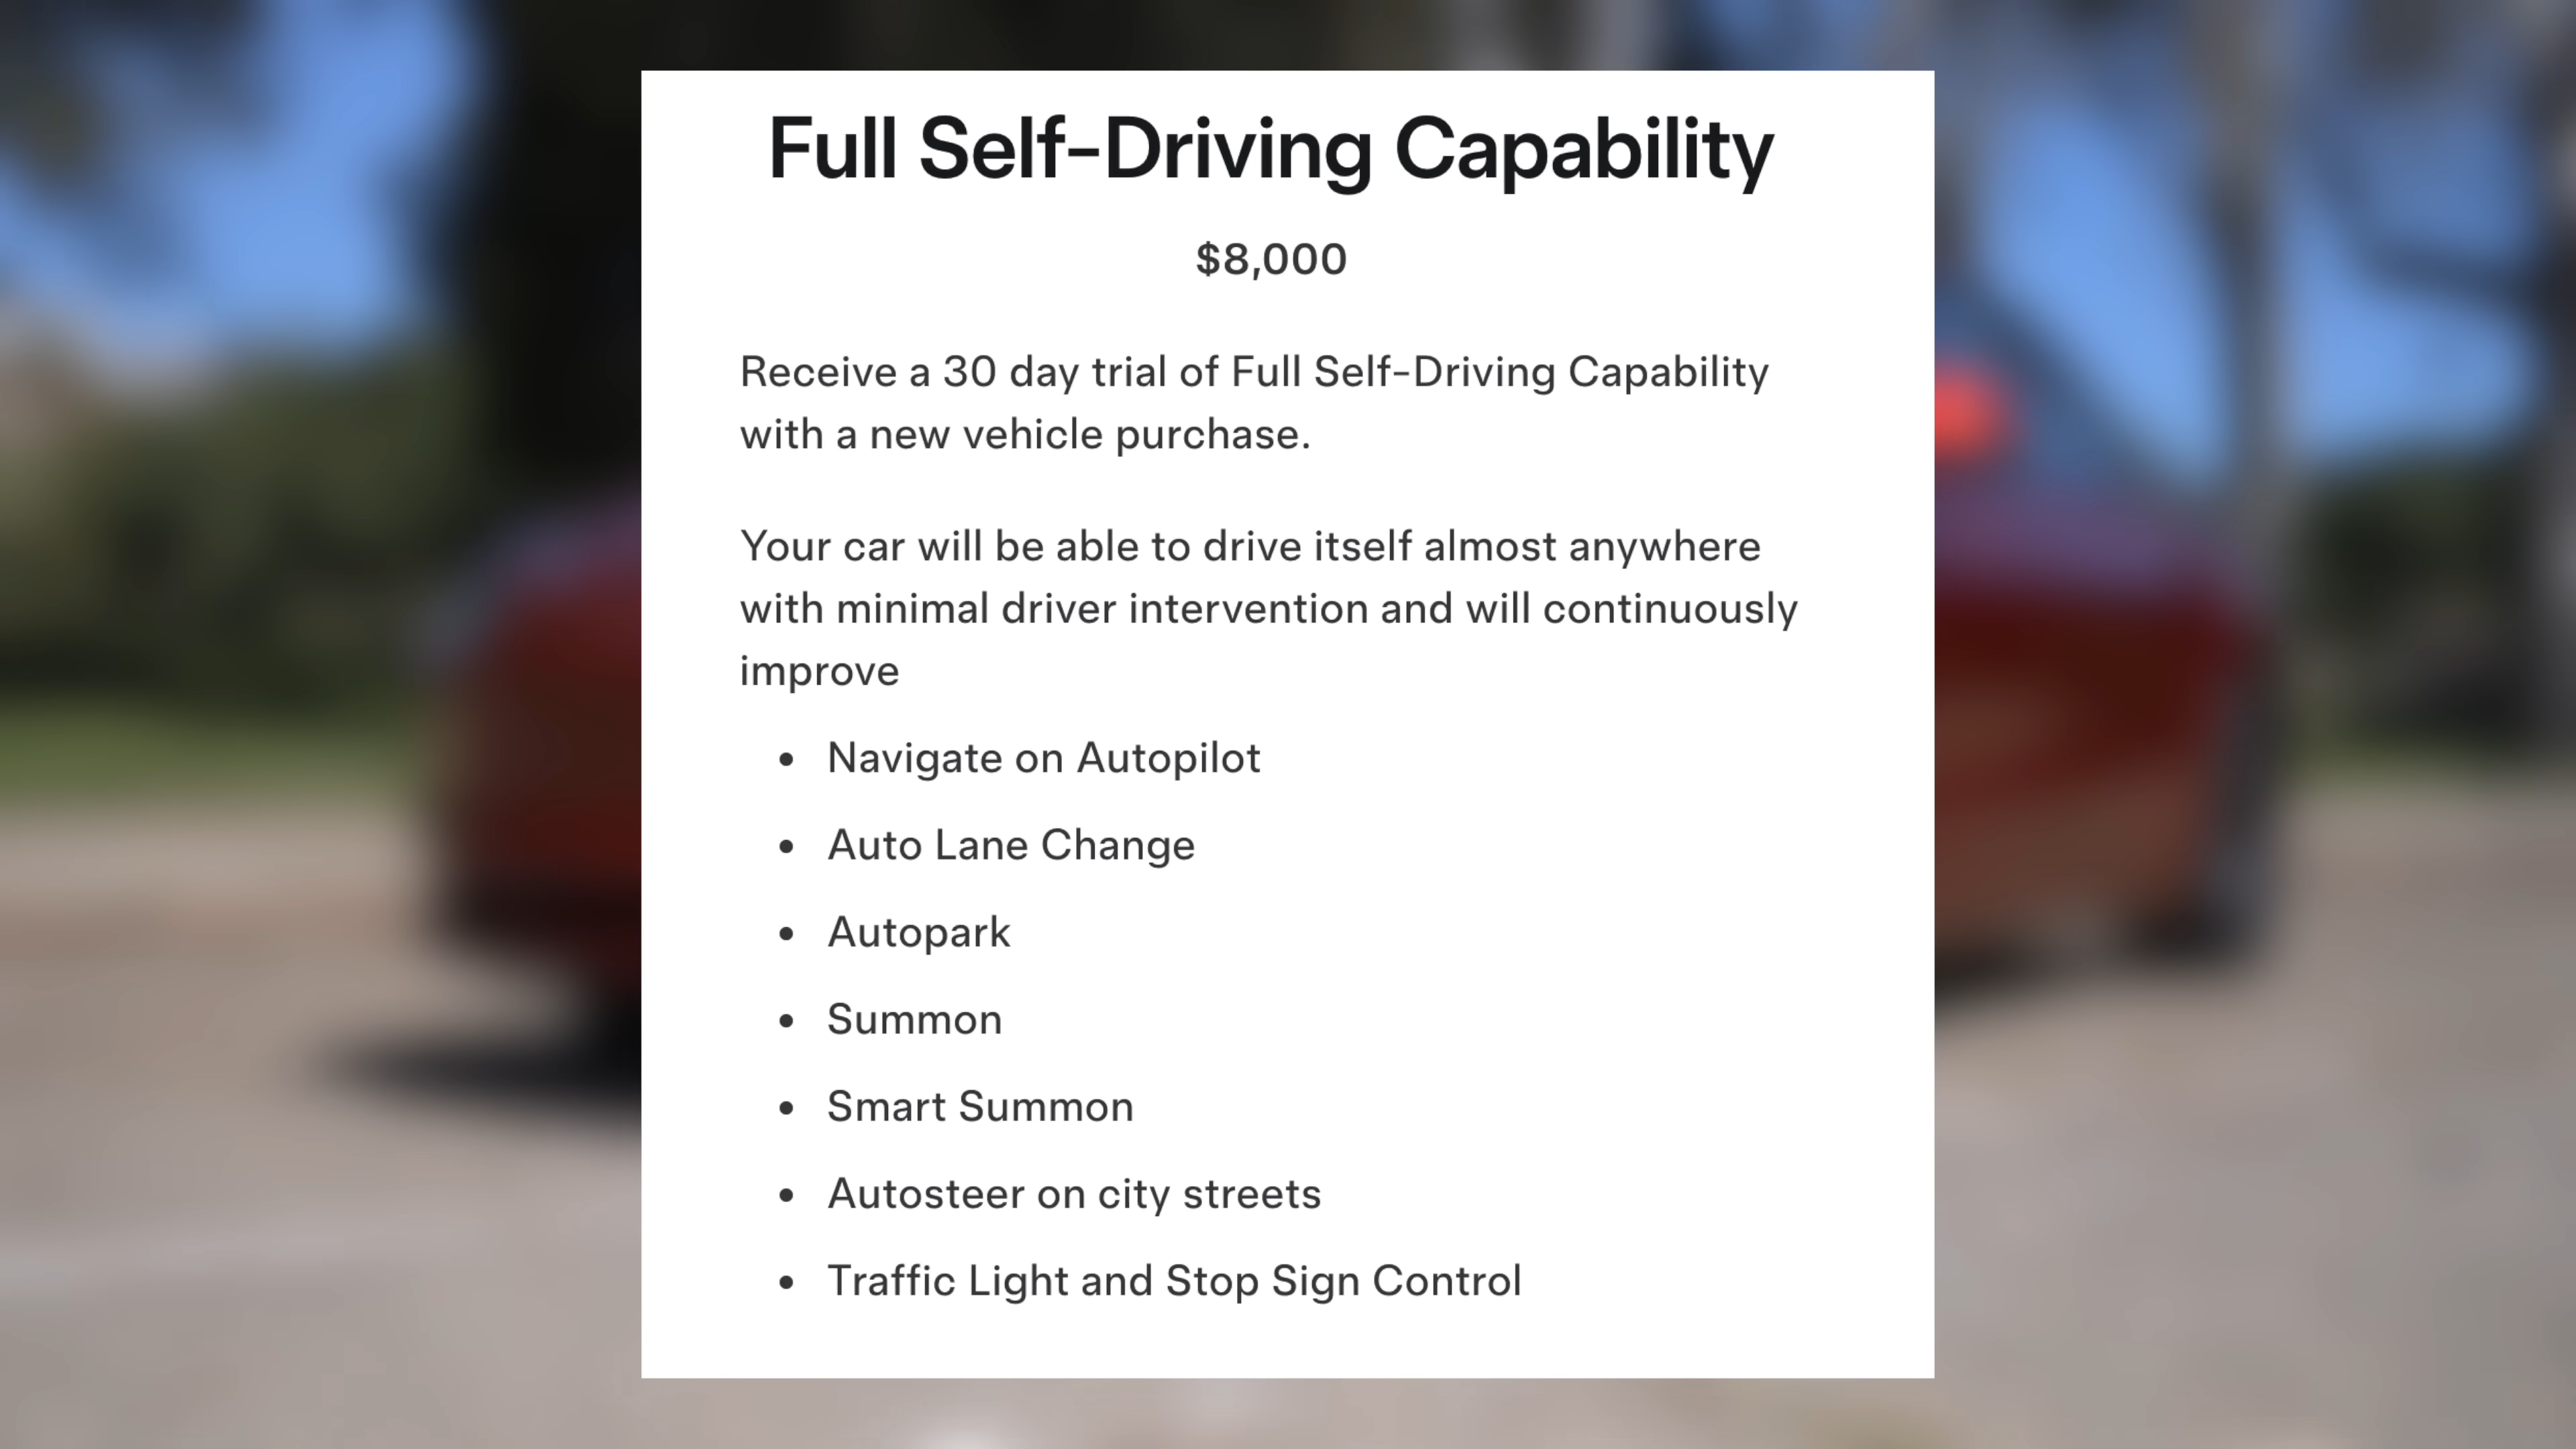 Full Self-Driving Capability
$8,000
Receive a 30 day trial of Full Self-Driving Capability
with a new vehicle purchase.
Your car will be able to drive itself almost anywhere
with minimal driver intervention and will continuously
improve
• Navigate on Autopilot
• Auto Lane Change
• Autopark
• Summon
• Smart Summon
• Autosteer on city streets
• Traffic Light and Stop Sign Control